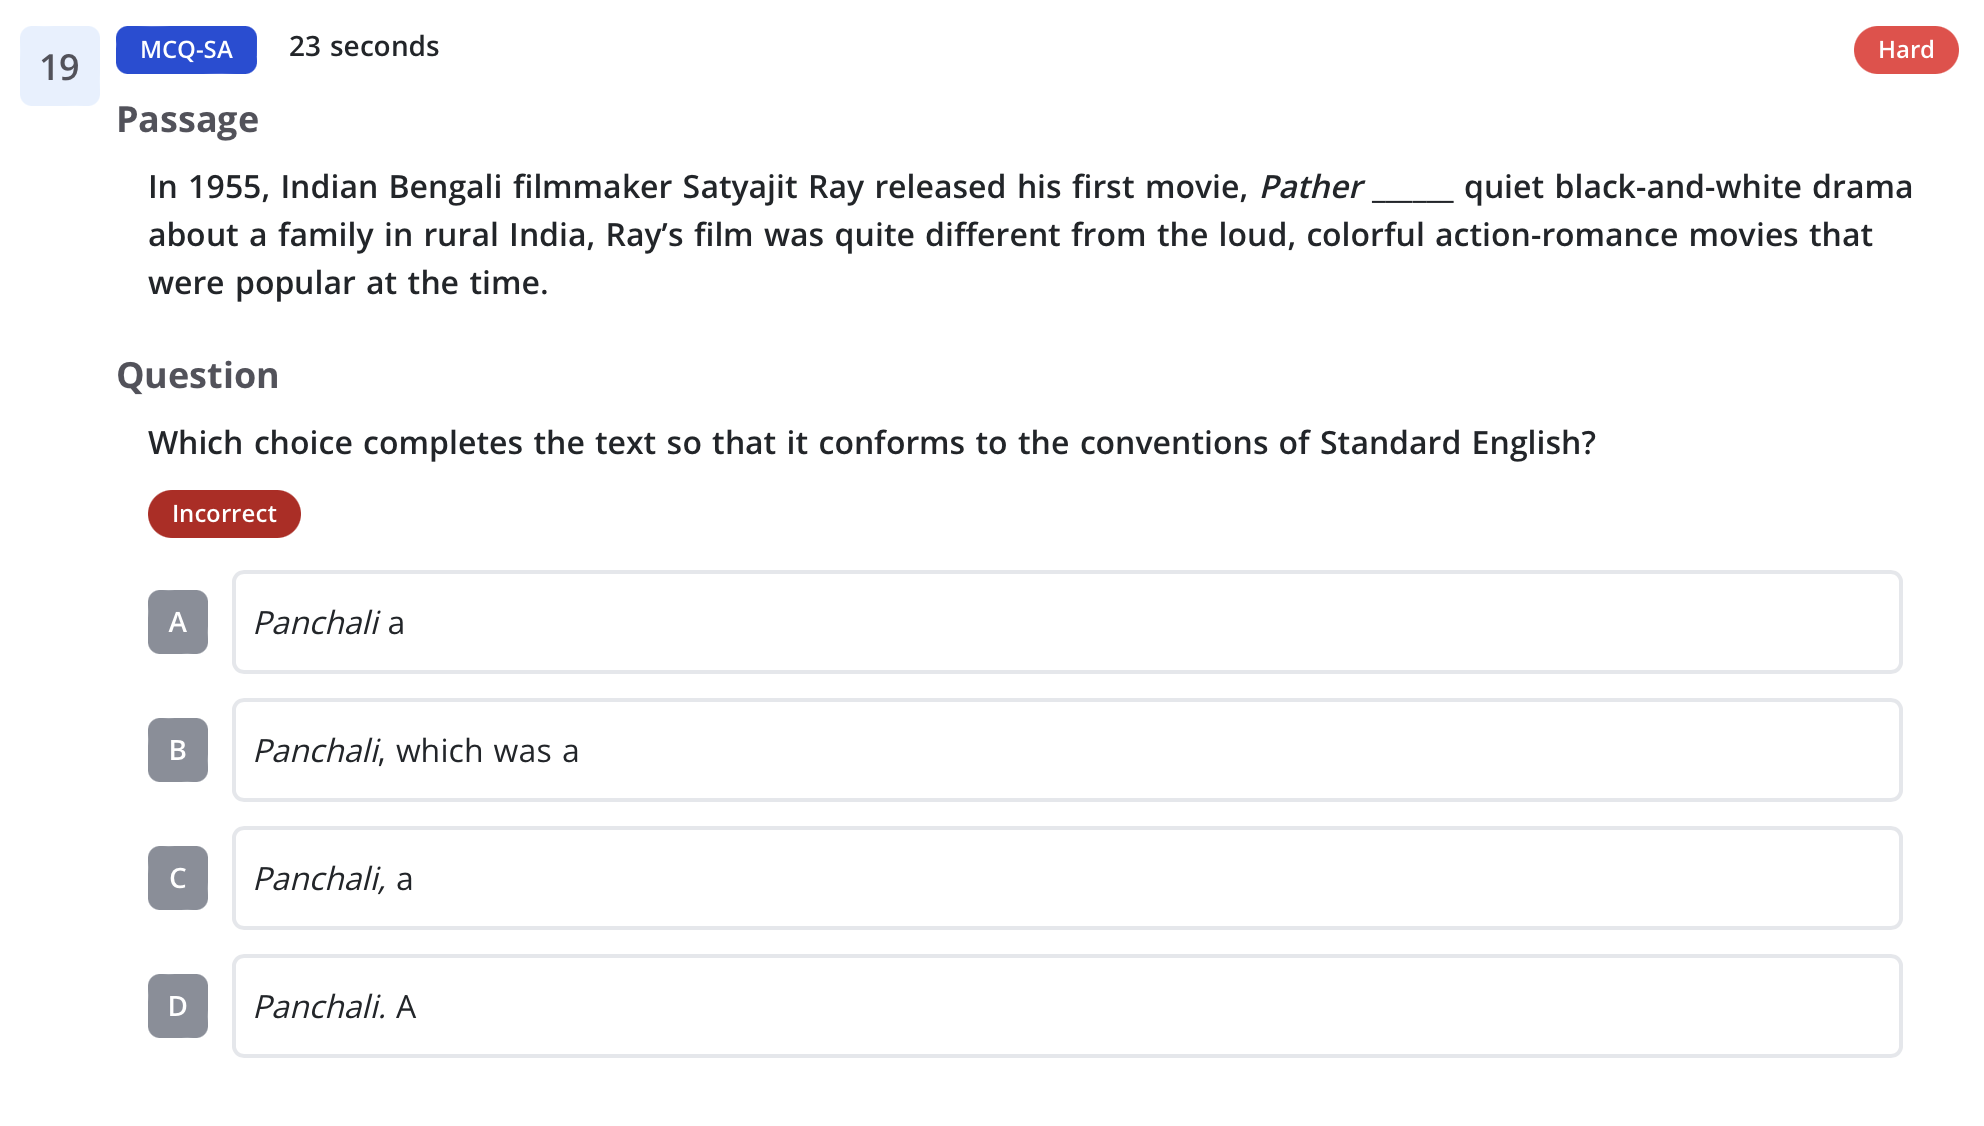 19
MCQ-SA
23 seconds
Hard
Passage
In 1955, Indian Bengali filmmaker Satyajit Ray released his first movie, Pather ______ quiet black-and-white drama
about a family in rural India, Ray’s film was quite different from the loud, colorful action-romance movies that
were popular at the time.
Question
Which choice completes the text so that it conforms to the conventions of Standard English?
Incorrect
A Panchali a
B Panchali, which was a
C Panchali, a
D Panchali. A